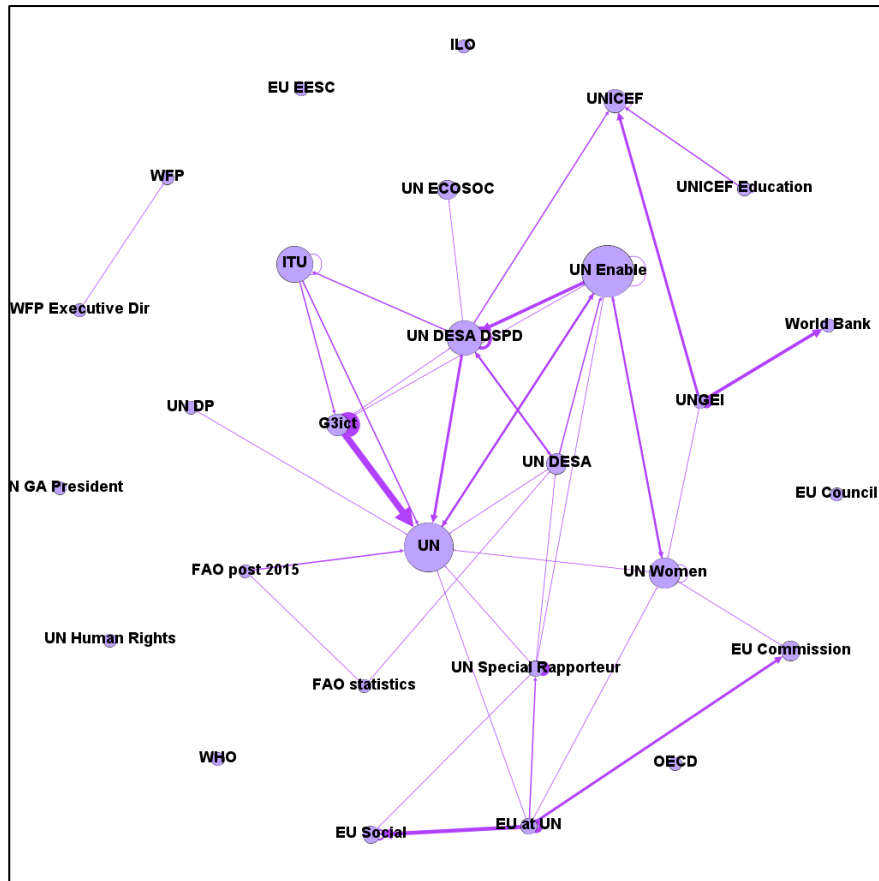 ILO
EU EESC
UNICEF
WFP
UN ECOSOC
UNICEF Education
ITU
UN Enable
WFP Executive Dir
World Bank
UN DESA DSPD
UNGEI
UN DP
G3ict
UN DESA
N GA President
EU Council
UN
FAO post 2015
UN Women
UN Human Rights
EU Commission
UN Special Rapporteur
FAO statistics
WHO
OECD
EU Social
EU at UN